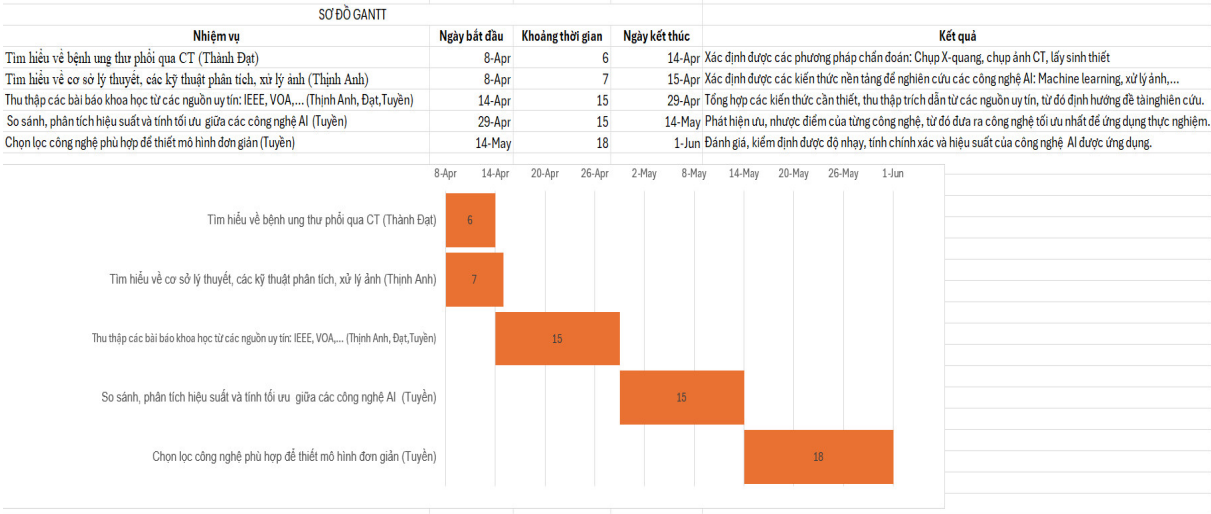 SƠ ĐỒ GANTT
Nhiệm vụ Ngày bắt đầu Khoảng thời gian Ngày kết thúc Kết quả
Tìm hiểu về bệnh ung thư phổi qua CT (Thành Đạt) 8-Apr 6 14-Apr Xác định được các phương pháp chẩn đoán: Chụp X-quang, chụp ảnh CT, lấy sinh thiết
Tìm hiểu về cơ sở lý thuyết, các kỹ thuật phân tích, xử lý ảnh (Thịnh Anh) 8-Apr 7 15-Apr Xác định được các kiến thức nền tảng để nghiên cứu các công nghệ AI: Machine learning, xử lý ảnh,...
Thu thập các bài báo khoa học từ các nguồn uy tín: IEEE, VOA,... (Thịnh Anh, Đạt,Tuyền) 14-Apr 15 29-Apr Tổng hợp các kiến thức cần thiết, thu thập trích dẫn từ các nguồn uy tín, từ đó định hướng đề tàinghiên cứu.
So sánh, phân tích hiệu suất và tính tối ưu giữa các công nghệ AI (Tuyền) 29-Apr 15 14-May Phát hiện ưu, nhược điểm của từng công nghệ, từ đó đưa ra công nghệ tối ưu nhất để ứng dụng thực nghiệm.
Chọn lọc công nghệ phù hợp để thiết mô hình đơn giản (Tuyền) 14-May 18 1-Jun Đánh giá, kiểm định được độ nhạy, tính chính xác và hiệu suất của công nghệ AI được ứng dụng.
8-Apr 14-Apr 20-Apr 26-Apr 2-May 8-May 14-May 20-May 26-May 1-Jun
Tìm hiểu về bệnh ung thư phổi qua CT (Thành Đạt) 6
Tìm hiểu về cơ sở lý thuyết, các kỹ thuật phân tích, xử lý ảnh (Thịnh Anh) 7
Thu thập các bài báo khoa học từ các nguồn uy tín: IEEE, VOA,... (Thịnh Anh, Đạt,Tuyền) 15
So sánh, phân tích hiệu suất và tính tối ưu giữa các công nghệ AI (Tuyền) 15
Chọn lọc công nghệ phù hợp để thiết mô hình đơn giản (Tuyền) 18